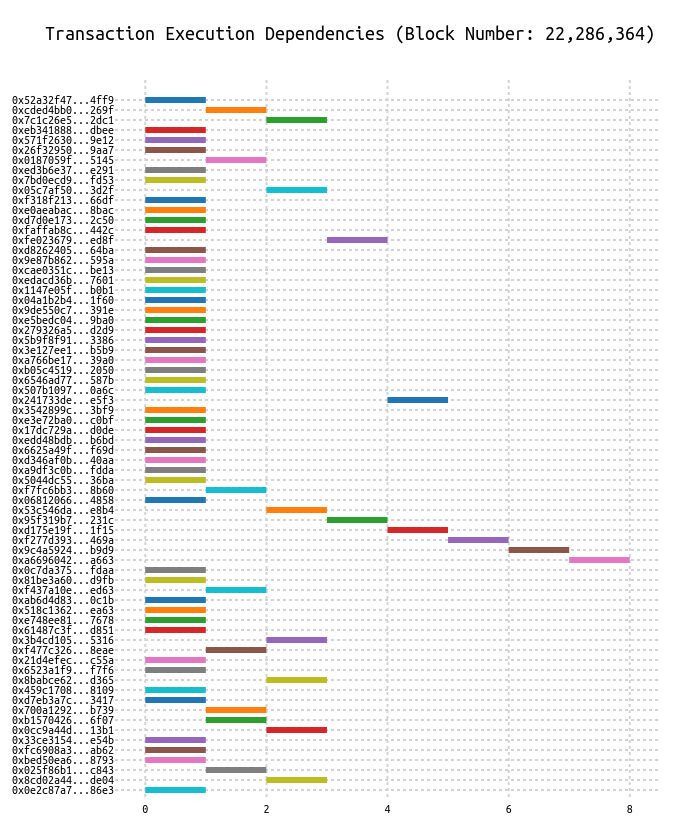 Transaction Execution Dependencies (Block Number: 22,286,364)
0x52a32f47...4ff9
0xcded4bb0...269f
0x7c1c26e5...2dc1
0xeb341888...dbee
0x571f2630...9e12
0x26f32950...9aa7
0x0187059f...5145
0xed3b6e37...e291
0x7bd0ecd9...fd53
0x05c7af50...3d2f
0xf318f213...66df
0xe0aeabac...8bac
0xd7d0e173...2c50
0xfaffab8c...442c
0xfe023679...ed8f
0xd8262405...64ba
0x9e87b862...595a
0xcae0351c...be13
0xedacd36b...7601
0x1147e05f...b0b1
0x04a1b2b4...1f60
0x9de550c7...391e
0xe5bedc04...9ba0
0x279326a5...d2d9
0x5b9f8f91...3386
0x3e127ee1...b5b9
0xa766be17...39a0
0xb05c4519...2050
0x6546ad77...587b
0x507b1097...0a6c
0x241733de...e5f3
0x3542899c...3bf9
0xe3e72ba0...c0bf
0x17dc729a...d0de
0xedd48bdb...b6bd
0x6625a49f...f69d
0xd346af0b...40aa
0xa9df3c0b...fdda
0x5044dc55...36ba
0xf7fc6bb3...8b60
0x06812066...4858
0x53c546da...e8b4
0x95f319b7...231c
0xd175e19f...1f15
0xf277d393...469a
0x9c4a5924...b9d9
0xa6696042...a663
0x0c7da375...fdaa
0x81be3a60...d9fb
0xf437a10e...ed63
0xab6d4d83...0c1b
0x518c1362...ea63
0xe748ee81...7678
0x61487c3f...d851
0x3b4cd105...5316
0xf477c326...8eae
0x21d4efec...c55a
0x6523a1f9...f7f6
0x8babce62...d365
0x459c1708...8109
0xd7eb3a7c...3417
0x700a1292...b739
0xb1570426...6f07
0x0cc9a44d...13b1
0x33ce3154...e54b
0xfc6908a3...ab62
0xbed50ea6...8793
0x025f86b1...c843
0x8cd02a44...de04
0x0e2c87a7...86e3
0 2 4 6 8